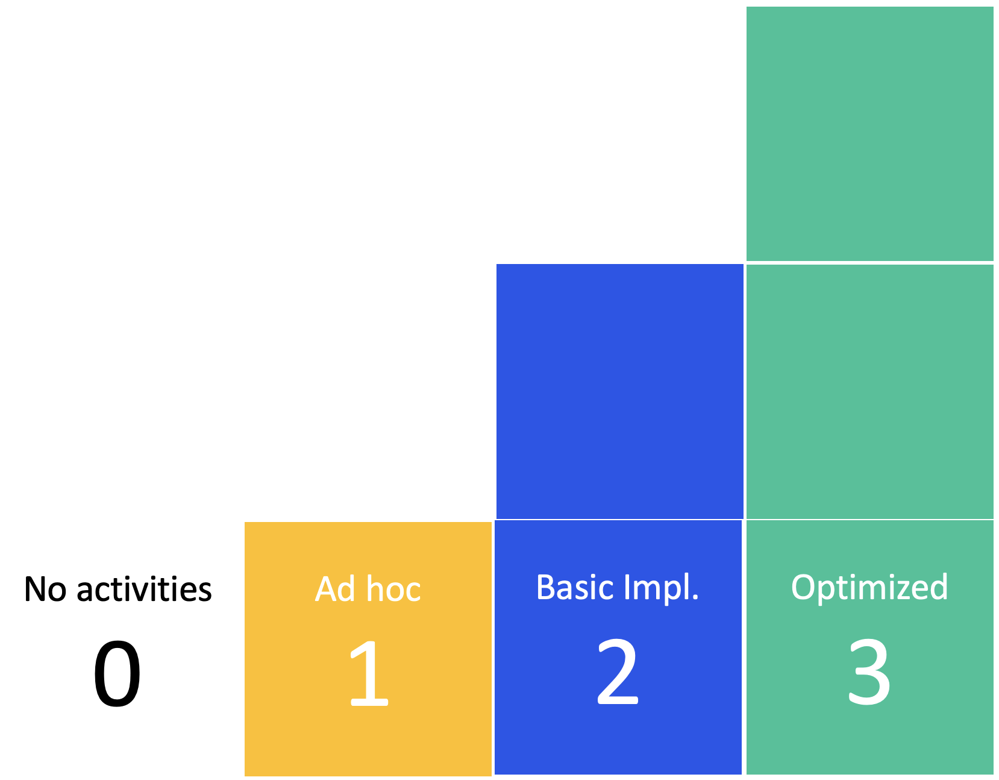 No activities
0
Ad hoc
1
Basic Impl.
2
Optimized
3